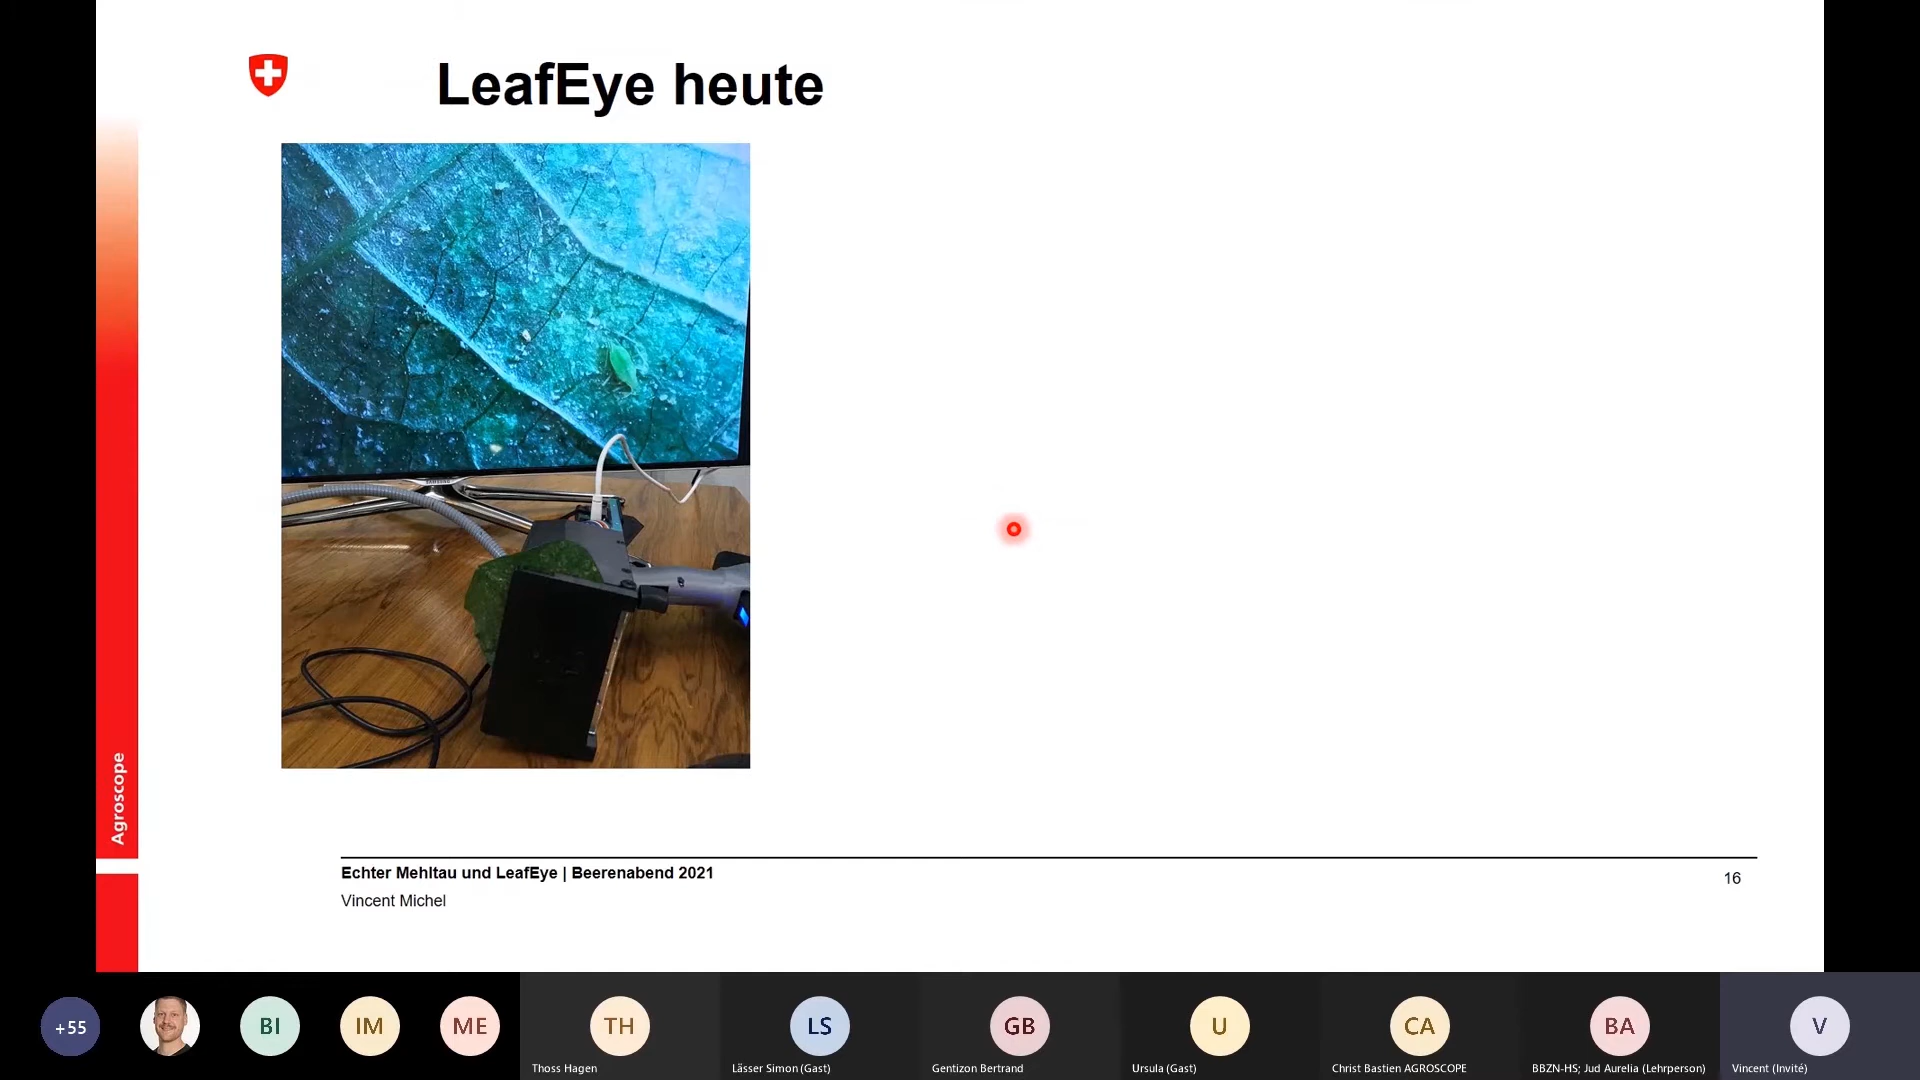 LeafEye heute
SAMSUNG
Agroscope
Echter Mehltau und LeafEye | Beerenabend 2021
16
Vincent Michel
+55
BI
IM
ME
TH
LS
GB
U
CA
BA
V
Thoss Hagen
Lässer Simon (Gast)
Gentizon Bertrand
Ursula (Gast)
Christ Bastien AGROSCOPE
BBZN-HS; Jud Aurelia (Lehrperson)
Vincent (Invité)